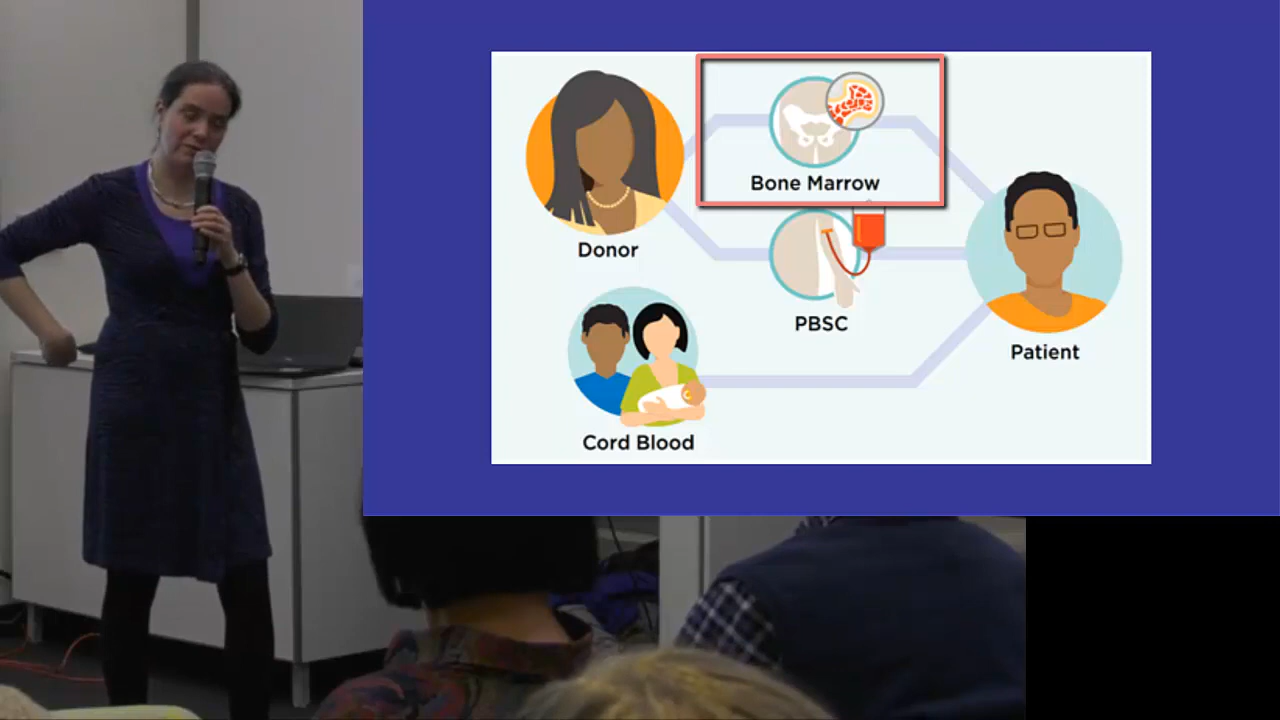 Bone Marrow
Donor
PBSC
Patient
Cord Blood